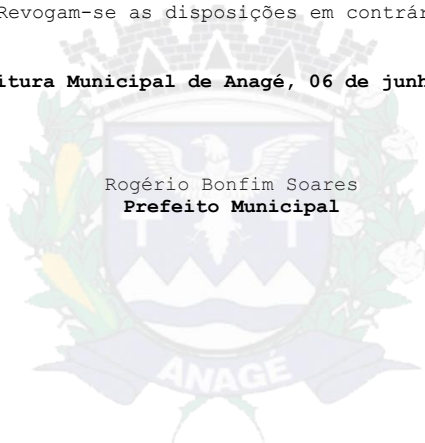 Revogam-se as disposições em contrár
itura Municipal de Anagé, 06 de junh
Rogério Bonfim Soares
Prefeito Municipal
ANAGÉ